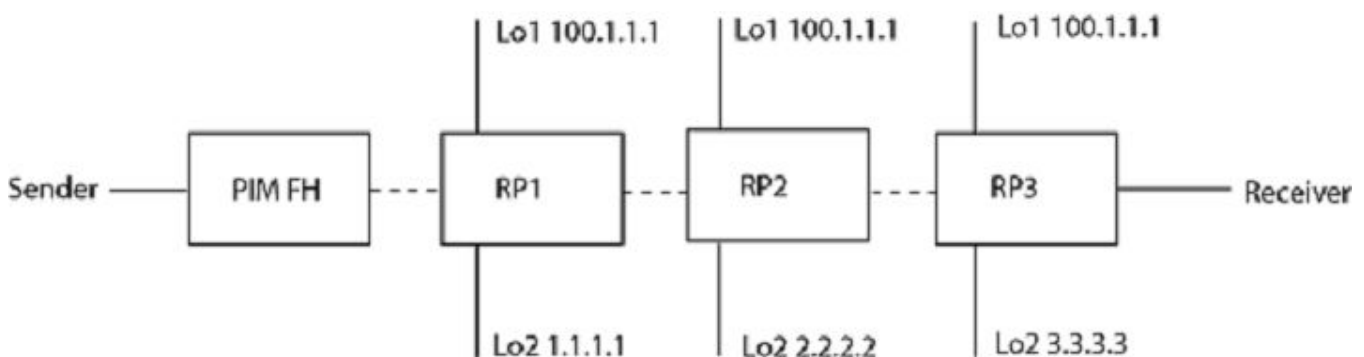 Lo1 100.1.1.1 Lo1 100.1.1.1 Lo1 100.1.1.1
Sender PIM FH RP1 RP2 RP3 Receiver
Lo2 1.1.1.1 Lo2 2.2.2.2 Lo2 3.3.3.3